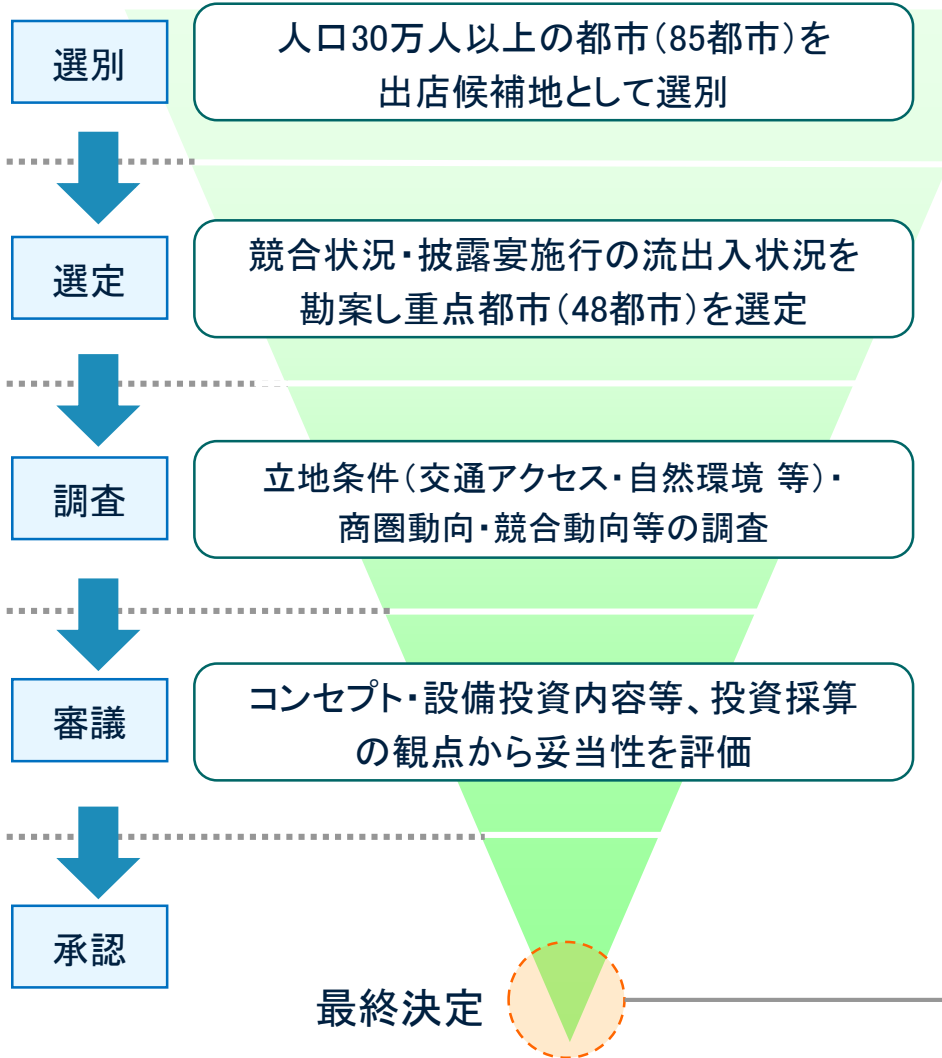 選別
人口30万人以上の都市(85都市)を
出店候補地として選別
選定
競合状況・披露宴施行の流出入状況を
勘案し重点都市(48都市)を選定
調査
立地条件(交通アクセス・自然環境 等)・
商圏動向・競合動向等の調査
審議
コンセプト・設備投資内容等、投資採算
の観点から妥当性を評価
承認
最終決定